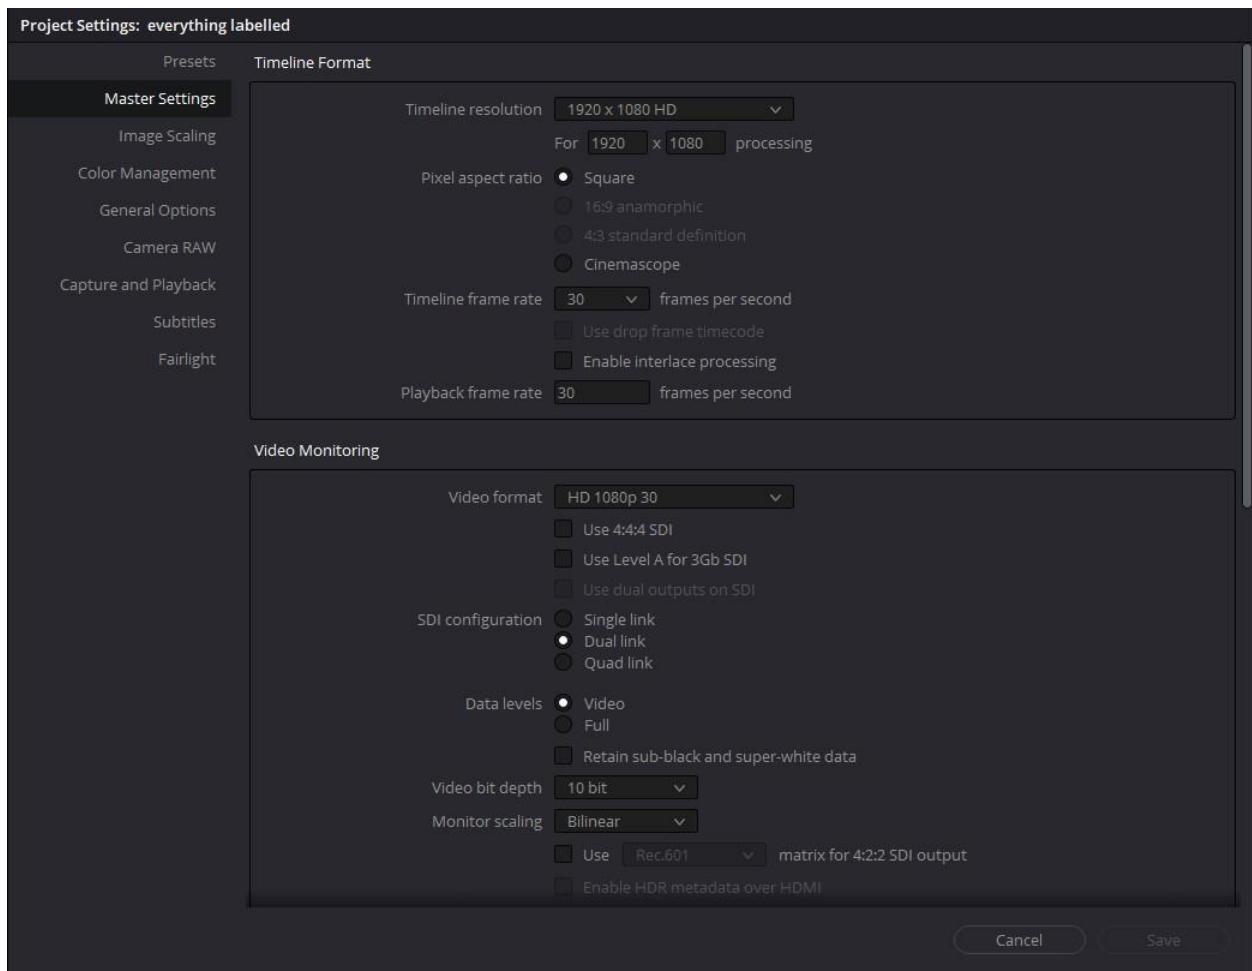 Project Settings: everything labelled
Presets
Master Settings
Image Scaling
Color Management
General Options
Camera RAW
Capture and Playback
Subtitles
Fairlight
Timeline Format
Timeline resolution 1920 x 1080 HD
For 1920 x 1080 processing
Pixel aspect ratio Square
16:9 anamorphic
4:3 standard definition
Cinemascope
Timeline frame rate 30 frames per second
Use drop frame timecode
Enable interlace processing
Playback frame rate 30 frames per second
Video Monitoring
Video format HD 1080p 30
Use 4:4:4 SDI
Use Level A for 3Gb SDI
Use dual outputs on SDI
SDI configuration Single link
Dual link
Quad link
Data levels Video
Full
Retain sub-black and super-white data
Video bit depth 10 bit
Monitor scaling Bilinear
Use Rec.601 matrix for 4:2:2 SDI output
Enable HDR metadata over HDMI
Cancel Save